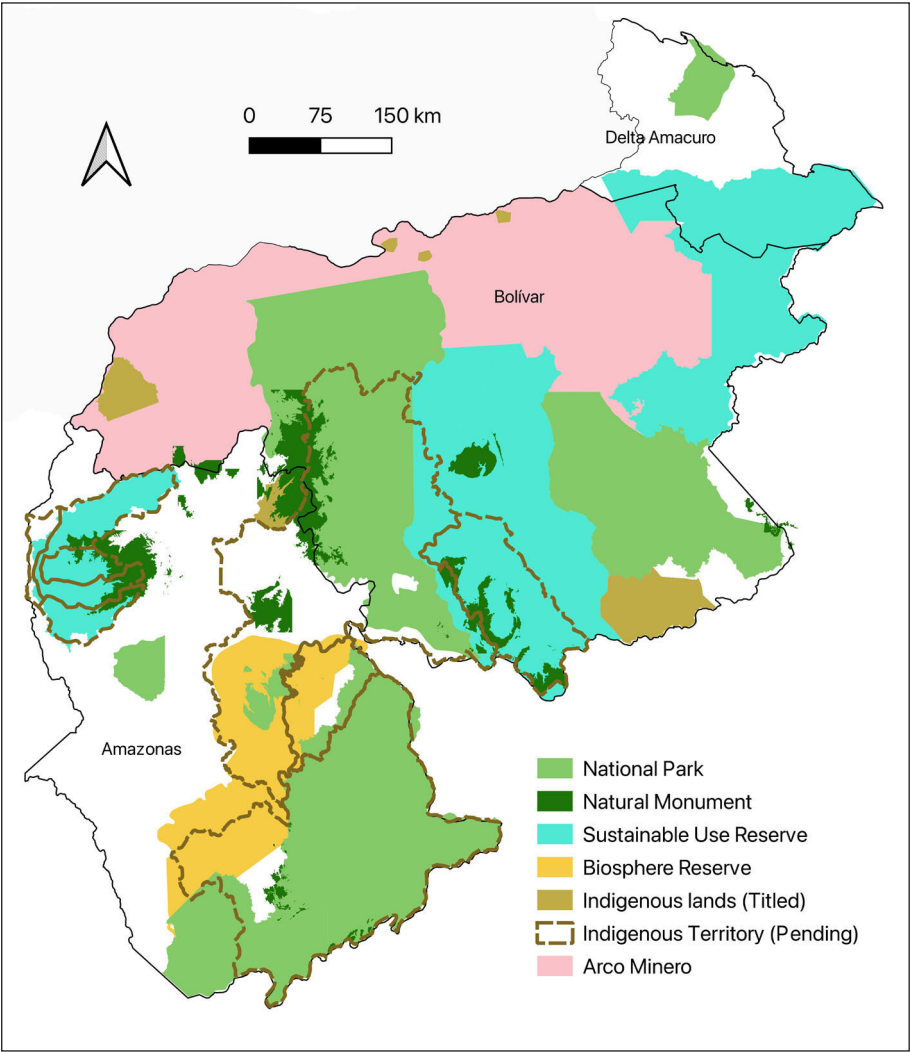 0 75 150 km
Delta Amacuro
Bolívar
Amazonas
National Park
Natural Monument
Sustainable Use Reserve
Biosphere Reserve
Indigenous lands (Titled)
Indigenous Territory (Pending)
Arco Minero